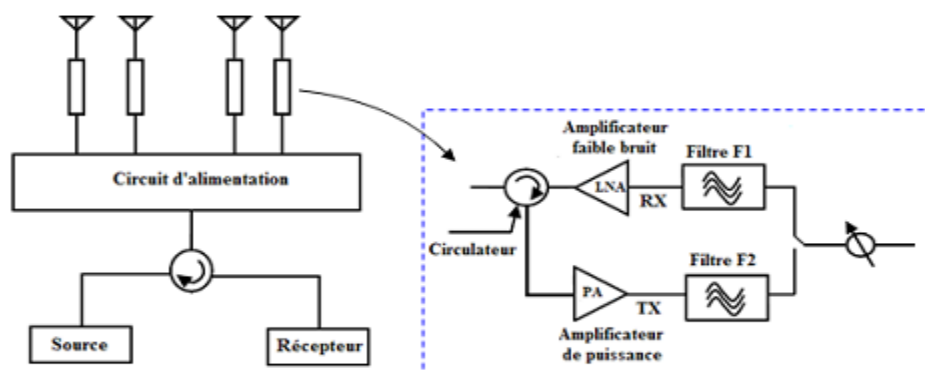 Circuit d'alimentation
Source
Récepteur
Amplificateur
faible bruit
Filtre F1
LNA
RX
Circulateur
Filtre F2
PA
TX
Amplificateur
de puissance